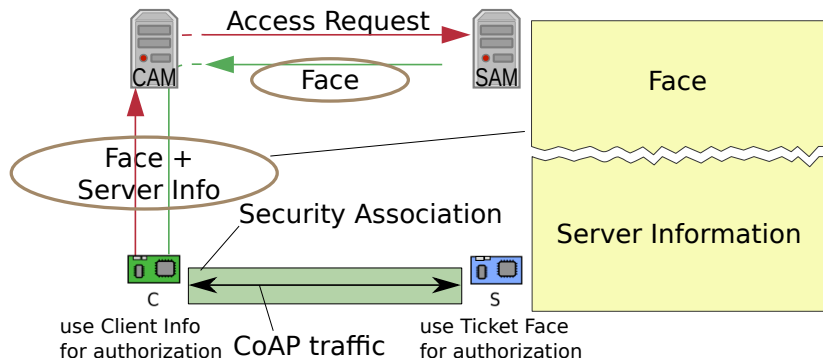 Access Request
CAM
SAM
Face
Face
Face +
Server Info
Security Association
Server Information
C
S
use Client Info
for authorization
CoAP traffic
use Ticket Face
for authorization